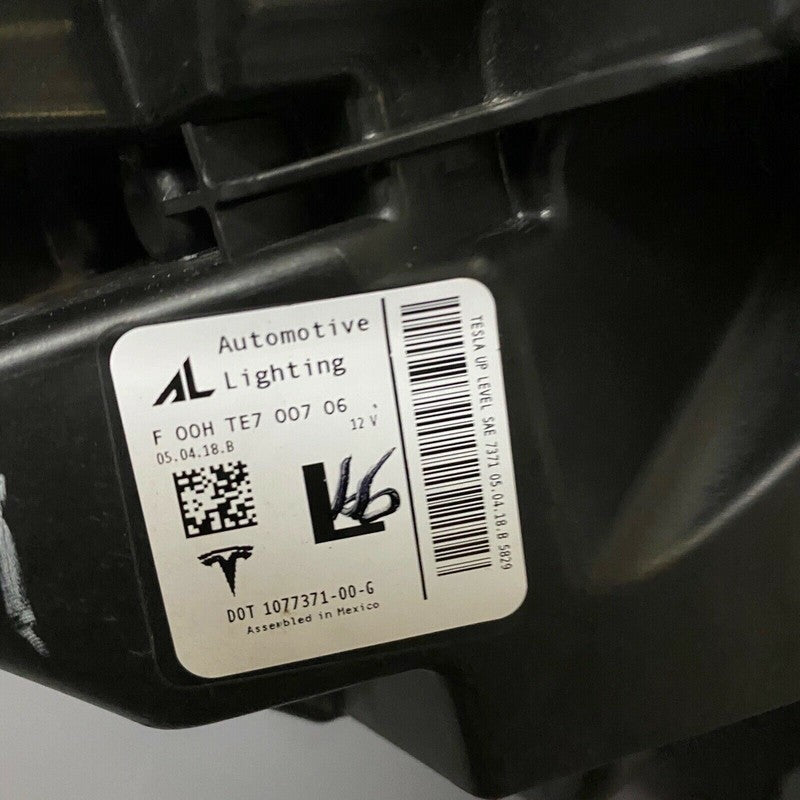 AL
Automotive
Lighting
F 00H TE7 007 06
12 V
05.04.18.B
L
DOT 1077371-00-G
Assembled in Mexico
TESLA UP LEVEL SAE 7371 05.04.18.B 5829